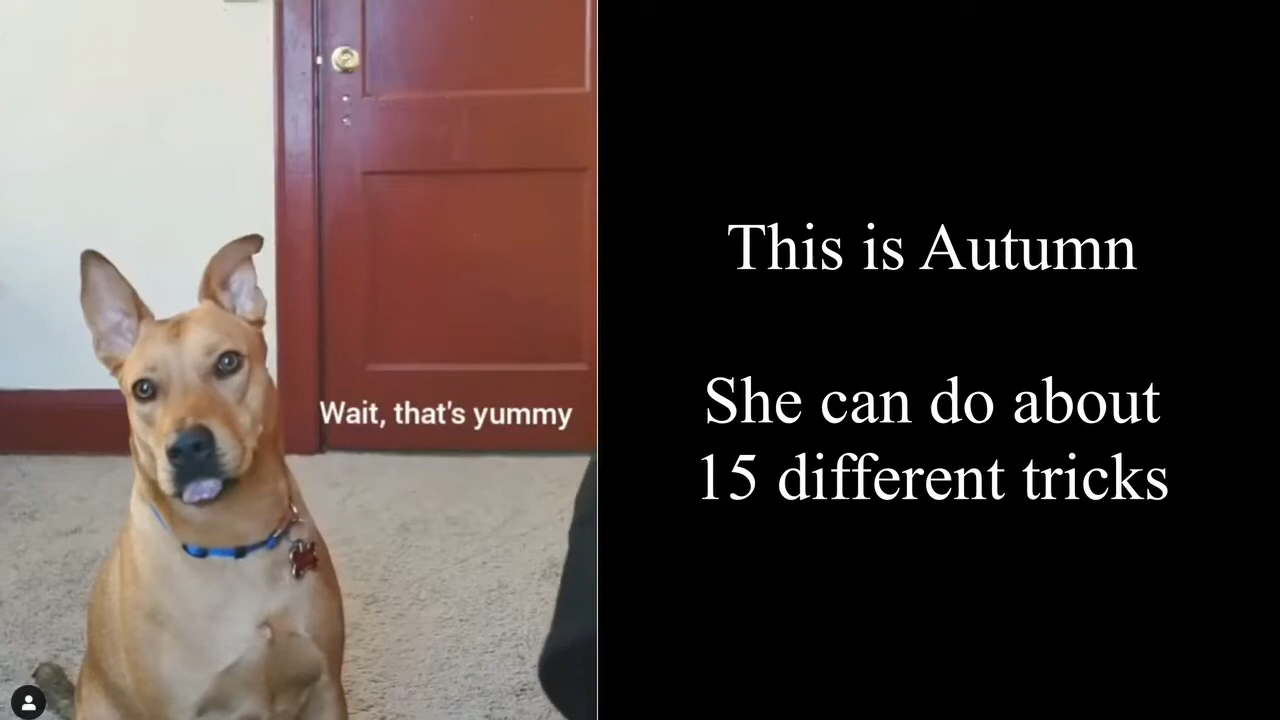 Wait, that's yummy
This is Autumn
She can do about
15 different tricks